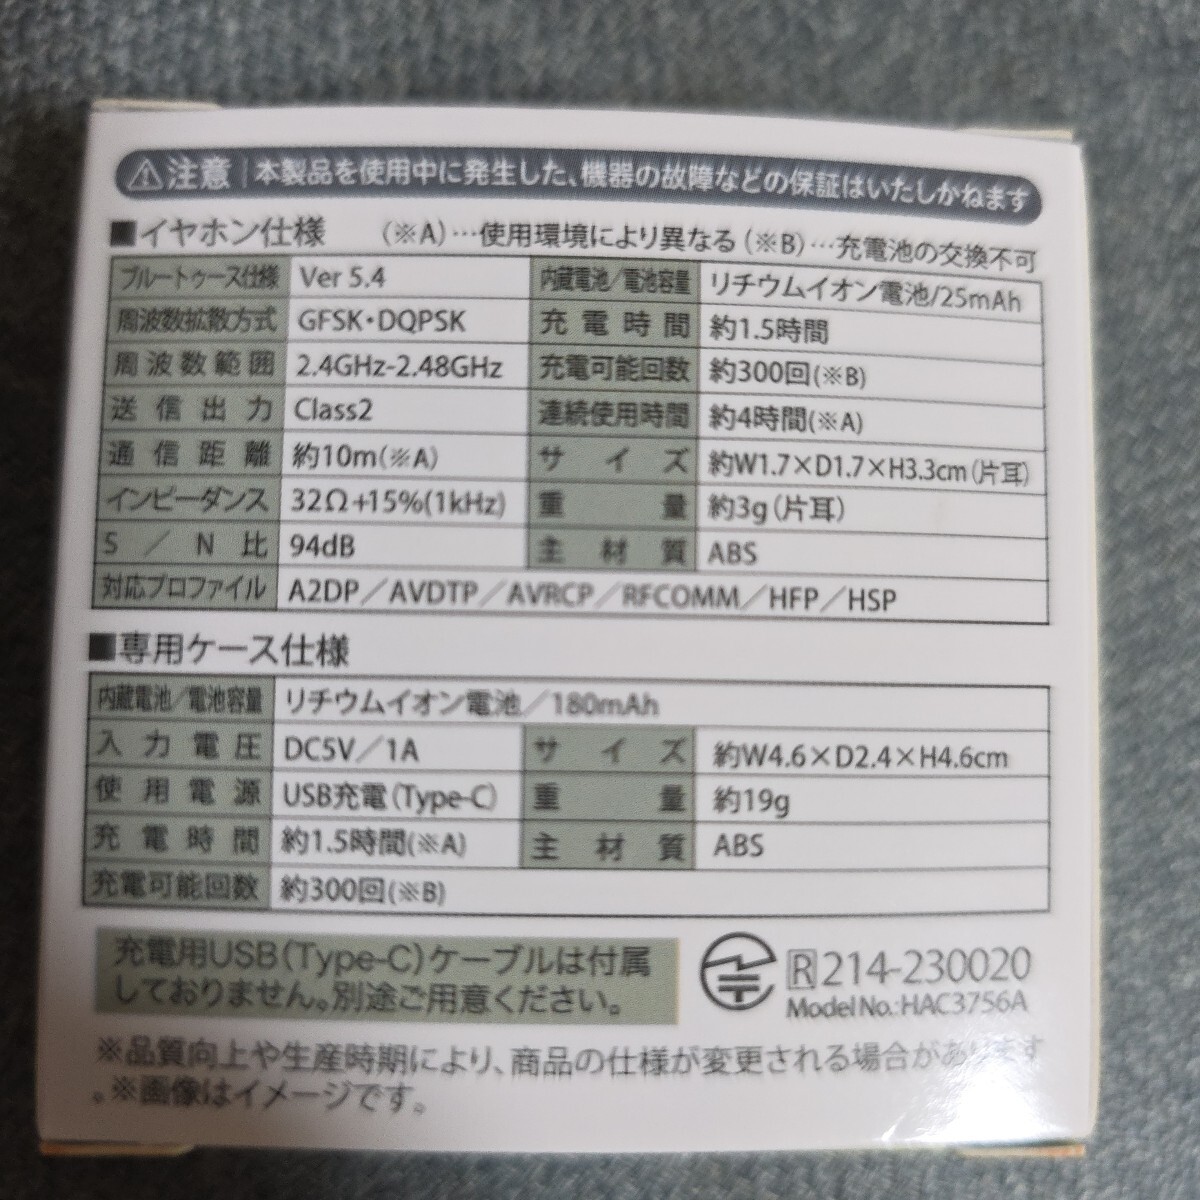 ⚠注意｜本製品を使用中に発生した、機器の故障などの保証はいたしかねます
■イヤホン仕様 （※A）…使用環境により異なる（※B）…充電池の交換不可
ブルートゥース仕様 Ver 5.4 内蔵電池／電池容量 リチウムイオン電池/25mAh
周波数拡散方式 GFSK・DQPSK 充電時間 約1.5時間
周波数範囲 2.4GHz-2.48GHz 充電可能回数 約300回(※B)
送信出力 Class2 連続使用時間 約4時間(※A)
通信距離 約10m(※A) サイズ 約W1.7×D1.7×H3.3cm（片耳）
インピーダンス 32Ω+15%(1kHz) 重量 約3g（片耳）
S／N比 94dB 主材質 ABS
対応プロファイル A2DP／AVDTP／AVRCP／RFCOMM／HFP／HSP
■専用ケース仕様
内蔵電池／電池容量 リチウムイオン電池／180mAh
入力電圧 DC5V／1A サイズ 約W4.6×D2.4×H4.6cm
使用電源 USB充電（Type-C） 重量 約19g
充電時間 約1.5時間(※A) 主材質 ABS
充電可能回数 約300回(※B)
充電用USB（Type-C）ケーブルは付属
しておりません。別途ご用意ください。
R 214-230020
Model No.:HAC3756A
※品質向上や生産時期により、商品の仕様が変更される場合があります
。※画像はイメージです。